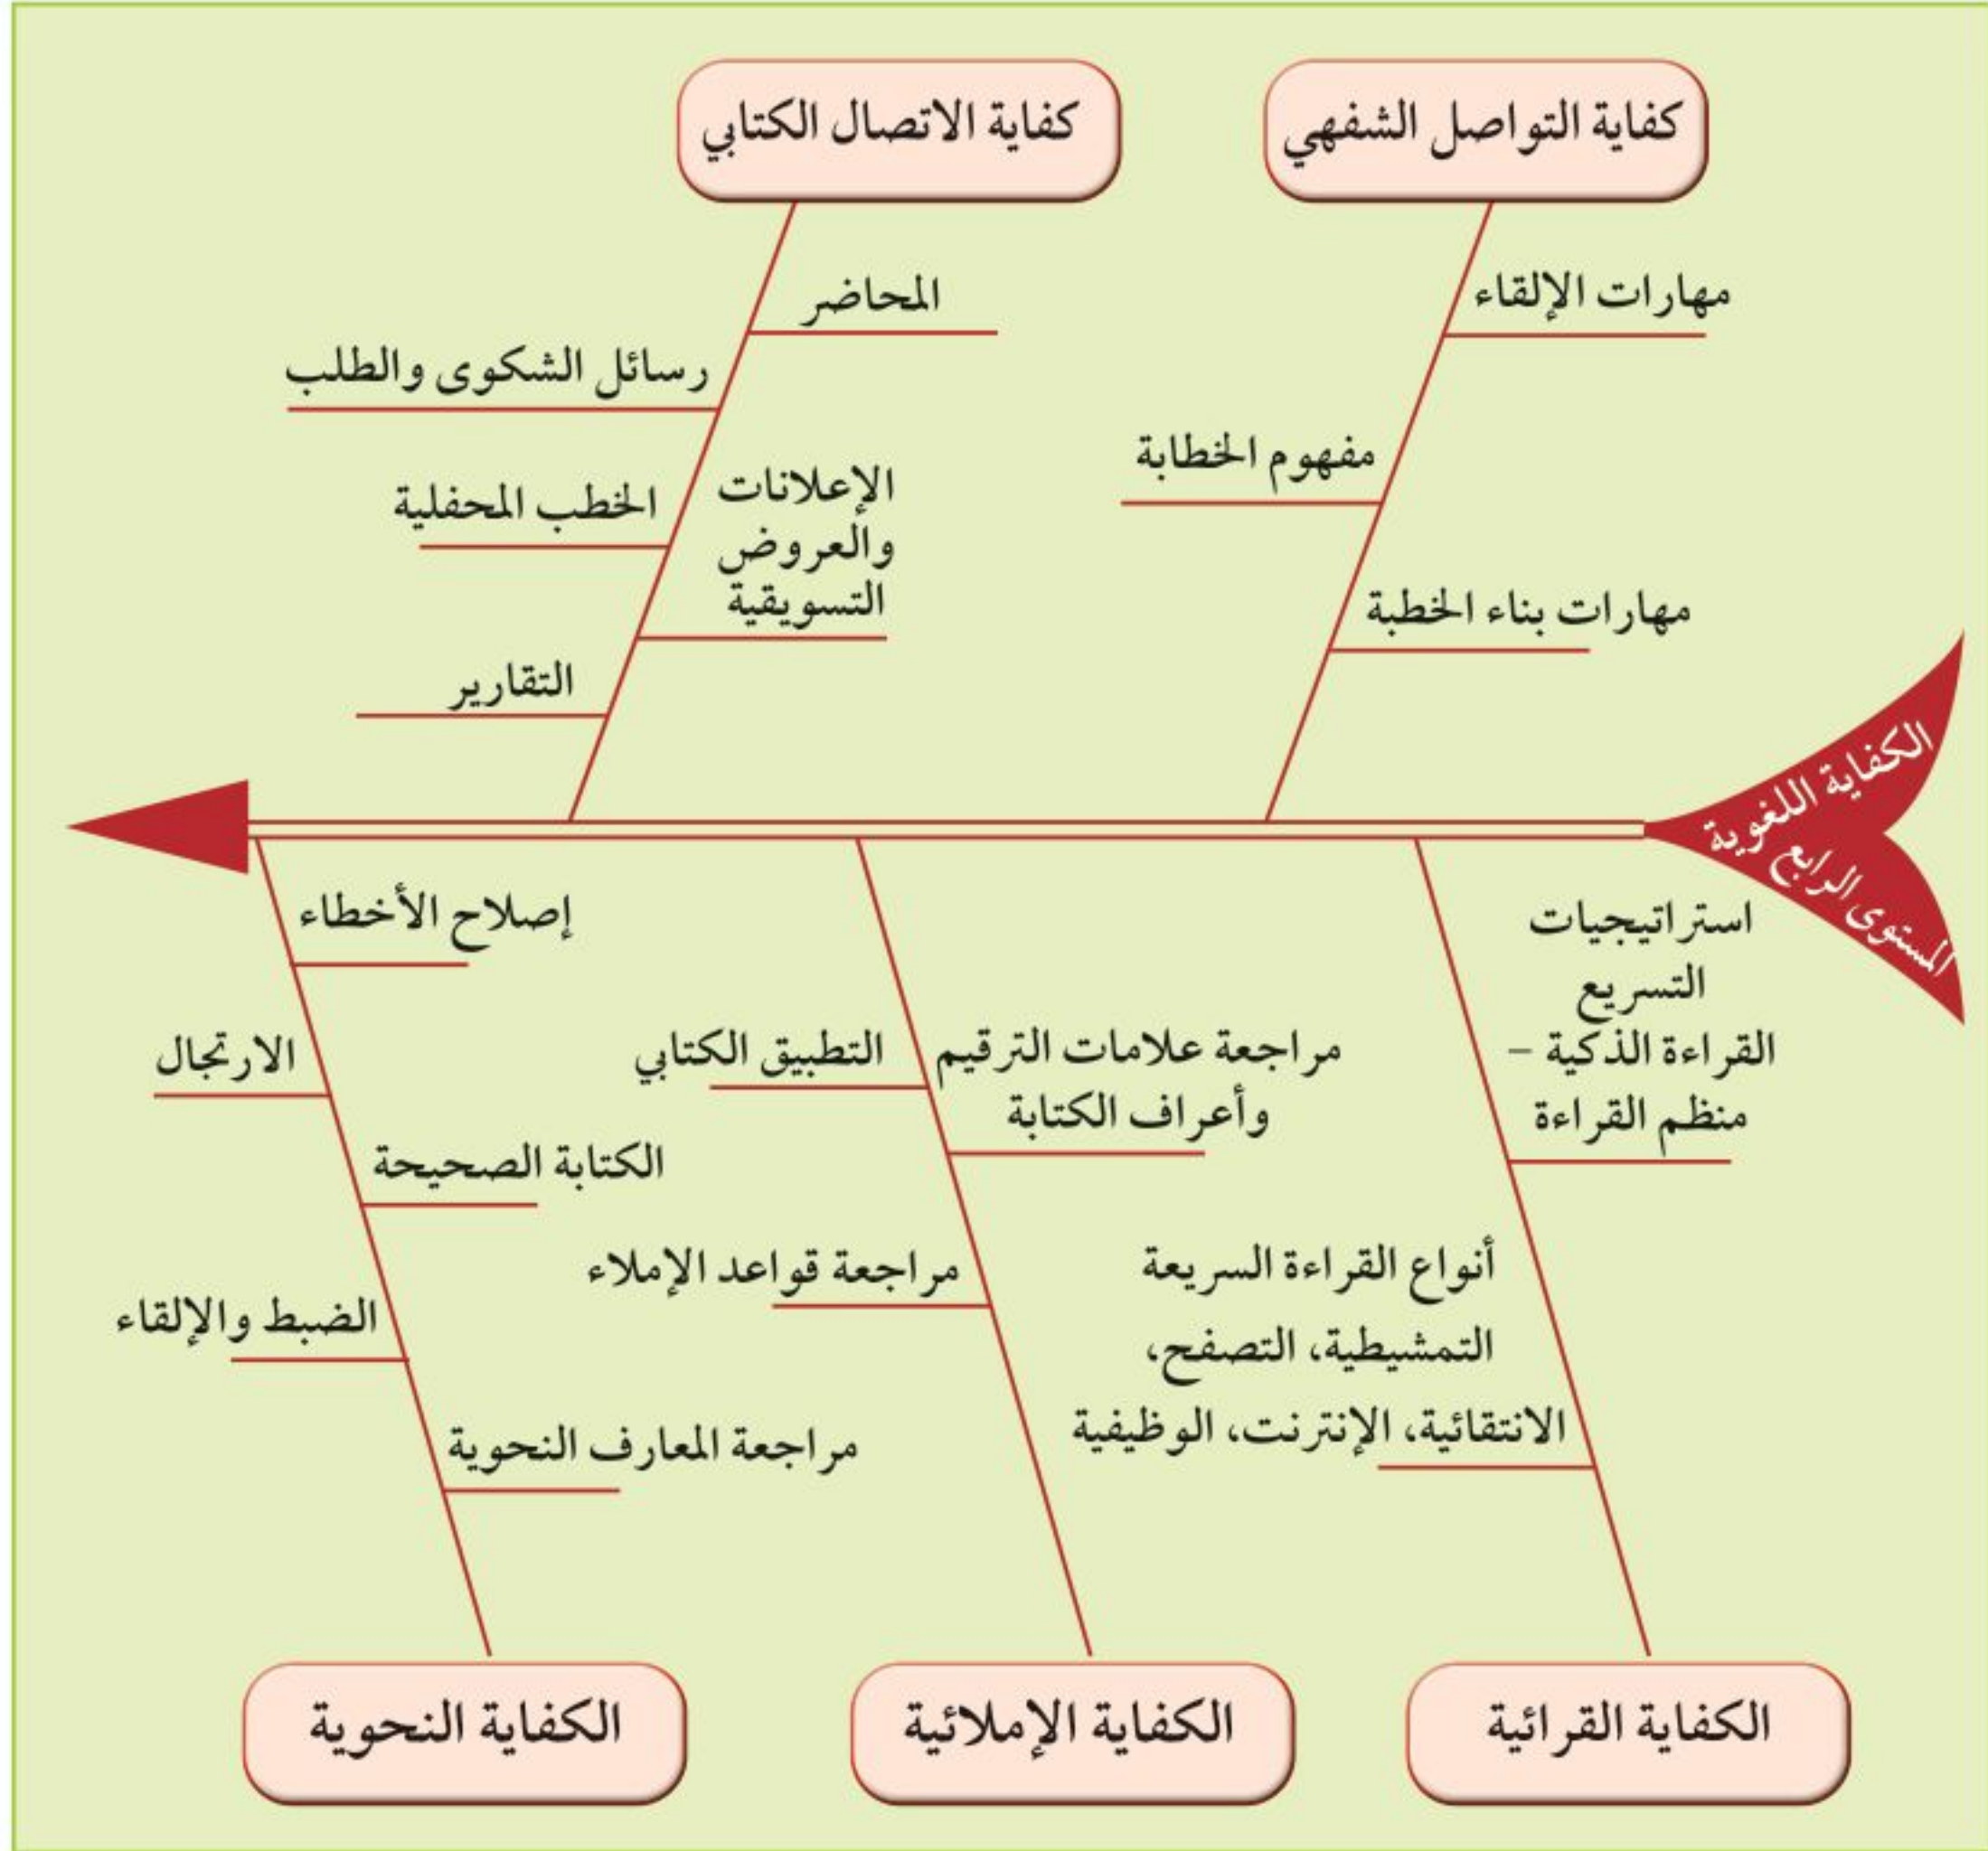 كفاية التواصل الشفهي
مهارات الإلقاء
مفهوم الخطابة
مهارات بناء الخطبة
كفاية الاتصال الكتابي
المحاضر
رسائل الشكوى والطلب
الخطب المحفلية
الإعلانات
والعروض
التسويقية
التقارير
الكفاية اللغوية
المستوى الرابع
استراتيجيات
التسريع
القراءة الذكية –
منظم القراءة
أنواع القراءة السريعة
التمشيطية، التصفح،
الانتقائية، الإنترنت، الوظيفية
الكفاية القرائية
مراجعة علامات الترقيم
وأعراف الكتابة
التطبيق الكتابي
مراجعة قواعد الإملاء
الكفاية الإملائية
إصلاح الأخطاء
الارتجال
الكتابة الصحيحة
الضبط والإلقاء
مراجعة المعارف النحوية
الكفاية النحوية